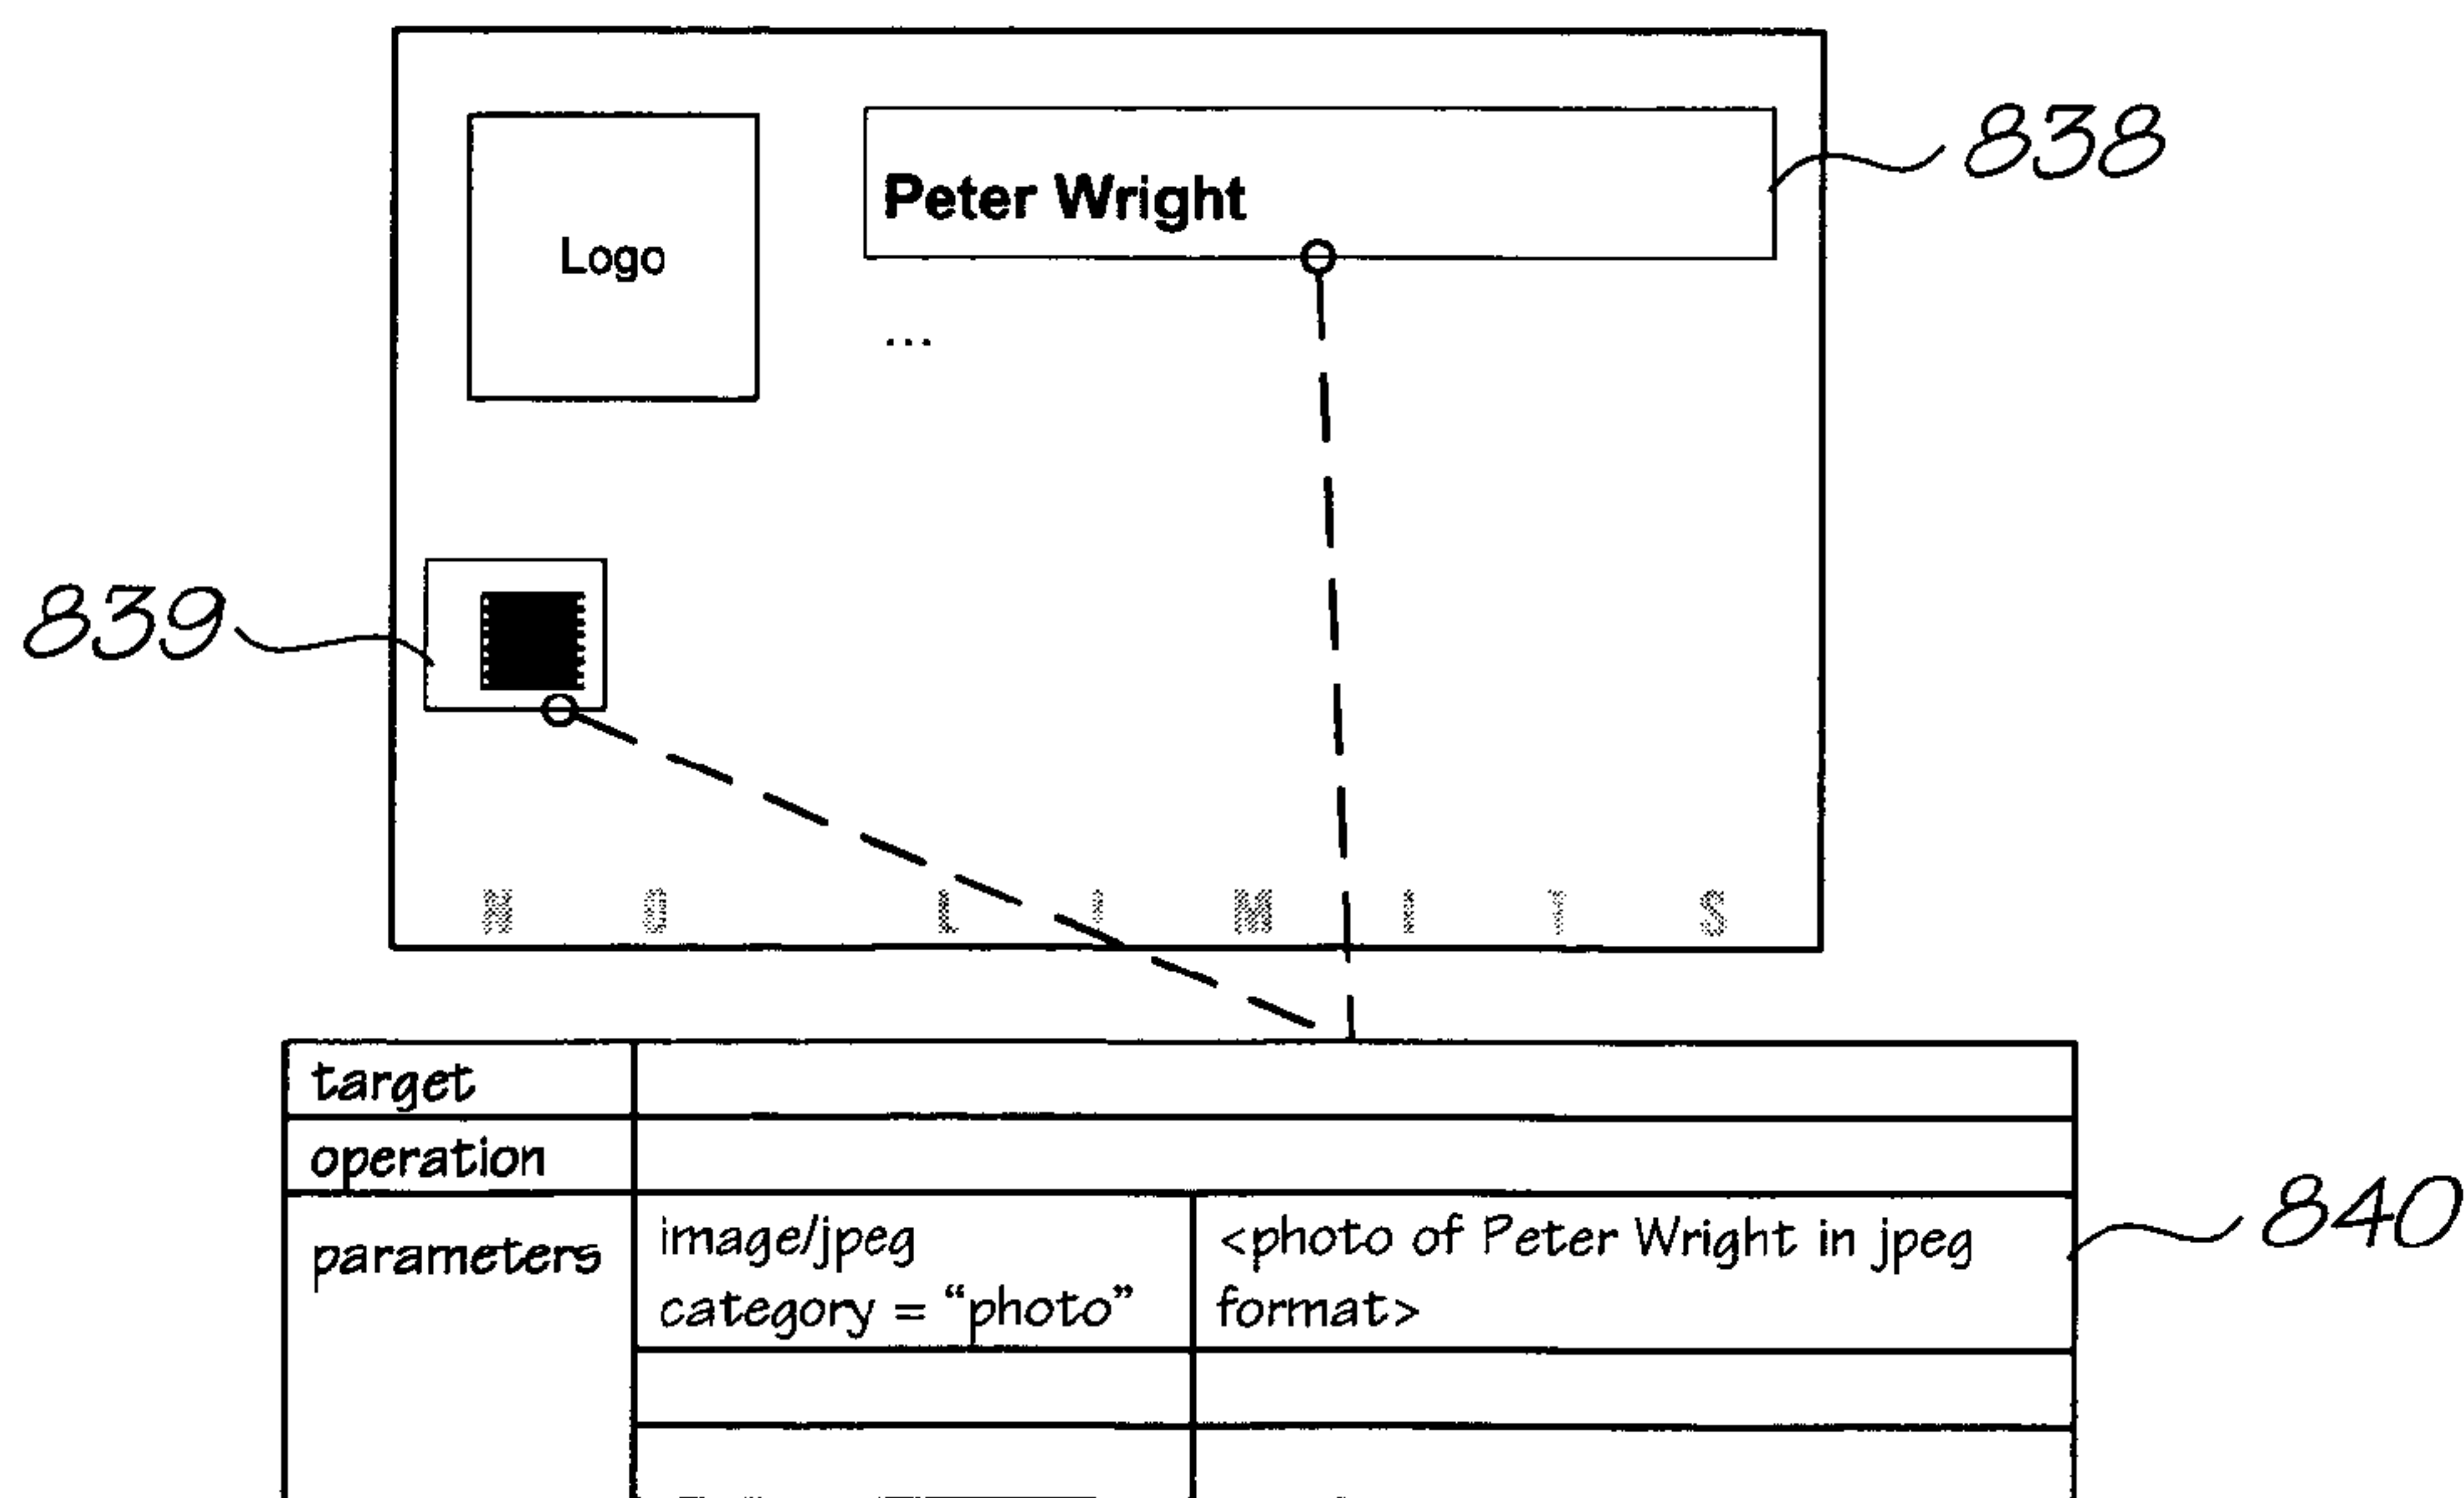 838
Peter Wright
Logo
...
839
N O L I M I T S
target
operation
840
parameters
image/jpeg
category = “photo”
<photo of Peter Wright in jpeg
format>